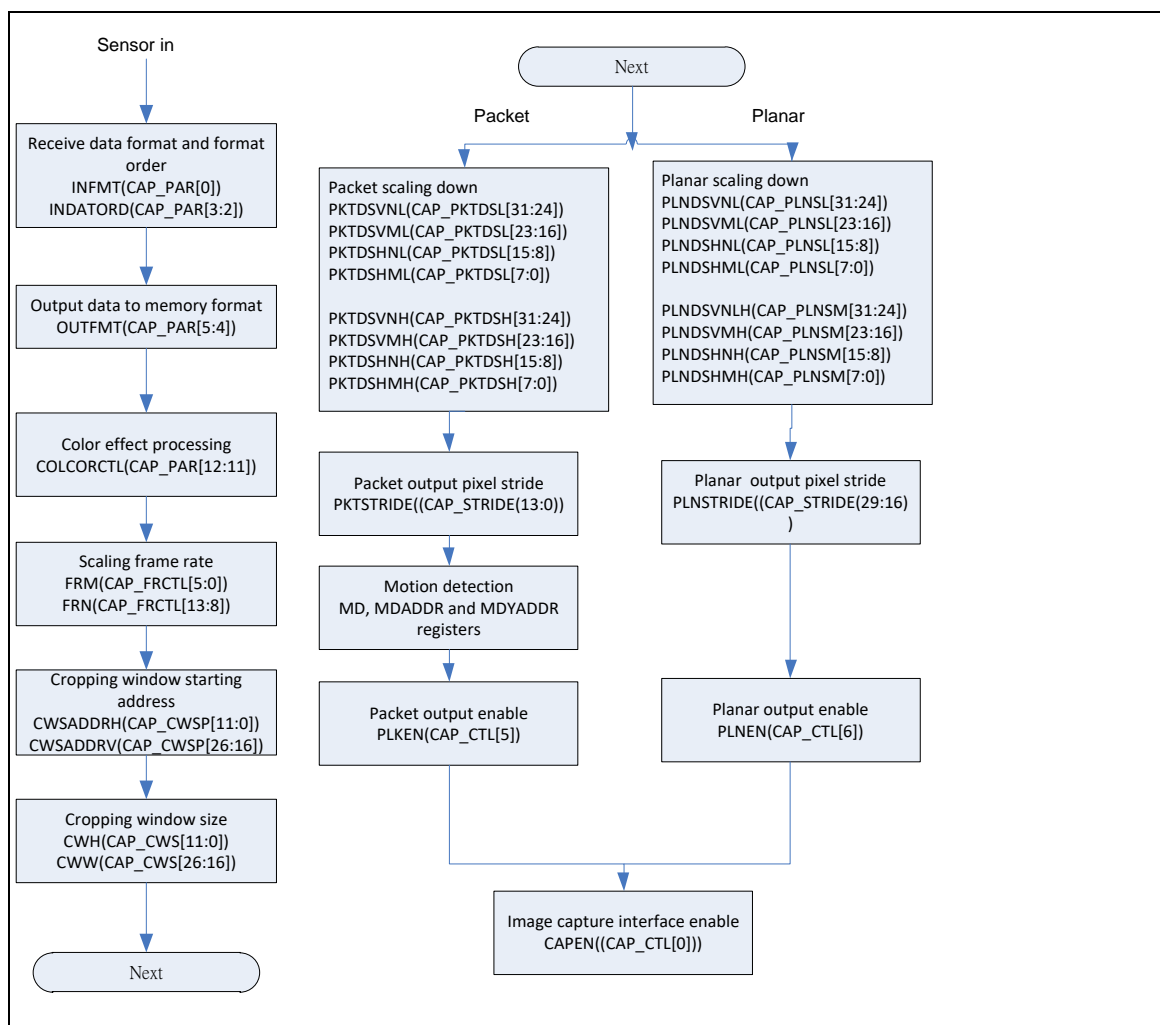 Sensor in
Receive data format and format
order
INFMT(CAP_PAR[0])
INDATORD(CAP_PAR[3:2])
Output data to memory format
OUTFMT(CAP_PAR[5:4])
Color effect processing
COLCORCTL(CAP_PAR[12:11])
Scaling frame rate
FRM(CAP_FRCTL[5:0])
FRN(CAP_FRCTL[13:8])
Cropping window starting
address
CWSADDRH(CAP_CWSP[11:0])
CWSADDRV(CAP_CWSP[26:16])
Cropping window size
CWH(CAP_CWS[11:0])
CWW(CAP_CWS[26:16])
Next
Next
Packet
Planar
Packet scaling down
PKTDSVNL(CAP_PKTDSL[31:24])
PKTDSVML(CAP_PKTDSL[23:16])
PKTDSHNL(CAP_PKTDSL[15:8])
PKTDSHML(CAP_PKTDSL[7:0])
PKTDSVNH(CAP_PKTDSH[31:24])
PKTDSVMH(CAP_PKTDSH[23:16])
PKTDSHNH(CAP_PKTDSH[15:8])
PKTDSHMH(CAP_PKTDSH[7:0])
Packet output pixel stride
PKTSTRIDE((CAP_STRIDE(13:0))
Motion detection
MD, MDADDR and MDYADDR
registers
Packet output enable
PLKEN(CAP_CTL[5])
Planar scaling down
PLNDSVNL(CAP_PLNSL[31:24])
PLNDSVML(CAP_PLNSL[23:16])
PLNDSHNL(CAP_PLNSL[15:8])
PLNDSHML(CAP_PLNSL[7:0])
PLNDSVNLH(CAP_PLNSM[31:24])
PLNDSVMH(CAP_PLNSM[23:16])
PLNDSHNH(CAP_PLNSM[15:8])
PLNDSHMH(CAP_PLNSM[7:0])
Planar  output pixel stride
PLNSTRIDE((CAP_STRIDE(29:16)
)
Planar output enable
PLNEN(CAP_CTL[6])
Image capture interface enable
CAPEN((CAP_CTL[0]))